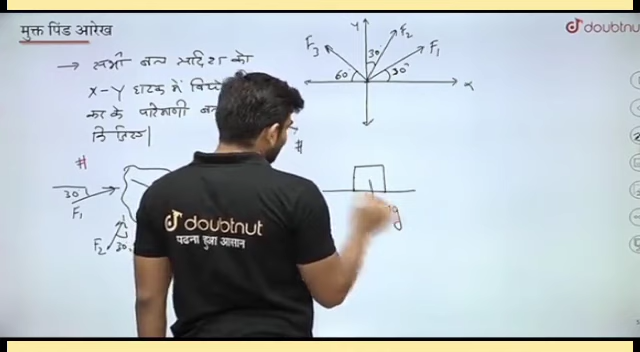 मुक्त पिंड आरेख
doubtnut
→ सभी बल सदिश को
X-Y घटक में
कर के परिणामी
#
#
30
F₁
F₂
30
Y
F₃
F₂
F₁
60°
30
30°
x
g
doubtnut
पढना हुआ आसान